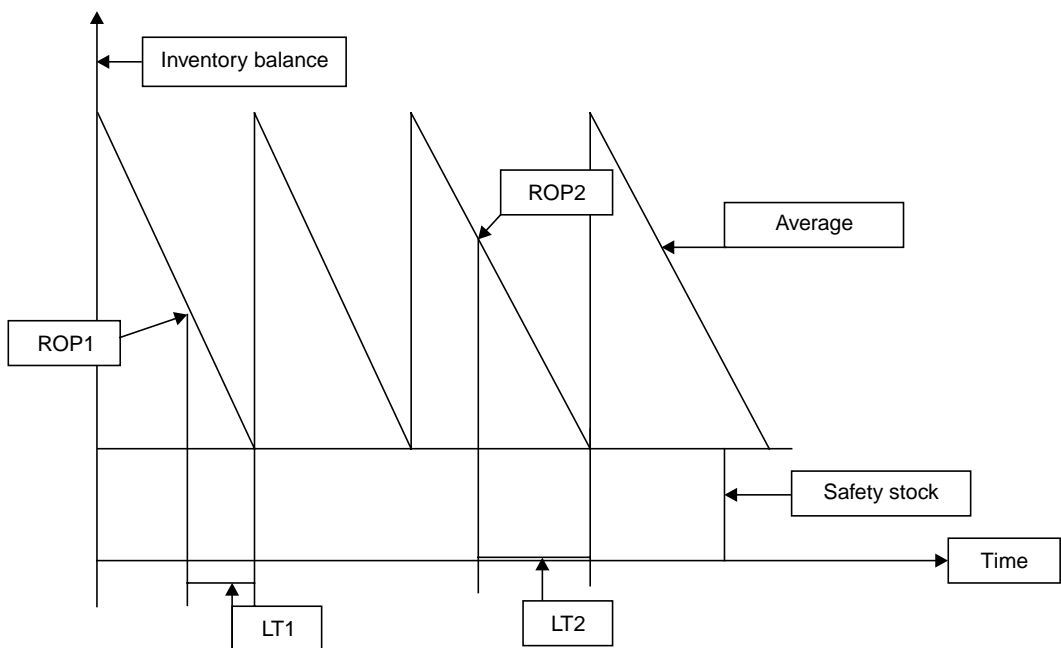 Inventory balance
ROP2
Average
ROP1
Safety stock
Time
LT1
LT2